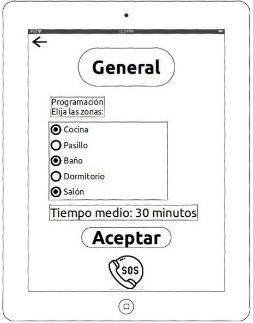 General
Programación
Elija las zonas:
Cocina
Pasillo
Baño
Dormitorio
Salón
Tiempo medio: 30 minutos
Aceptar
SOS